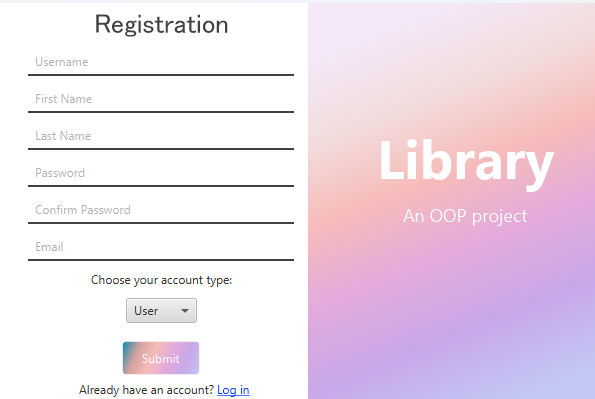 Registration
Username
First Name
Last Name
Password
Confirm Password
Email
Choose your account type:
User
Submit
Already have an account? Log in
Library
An OOP project